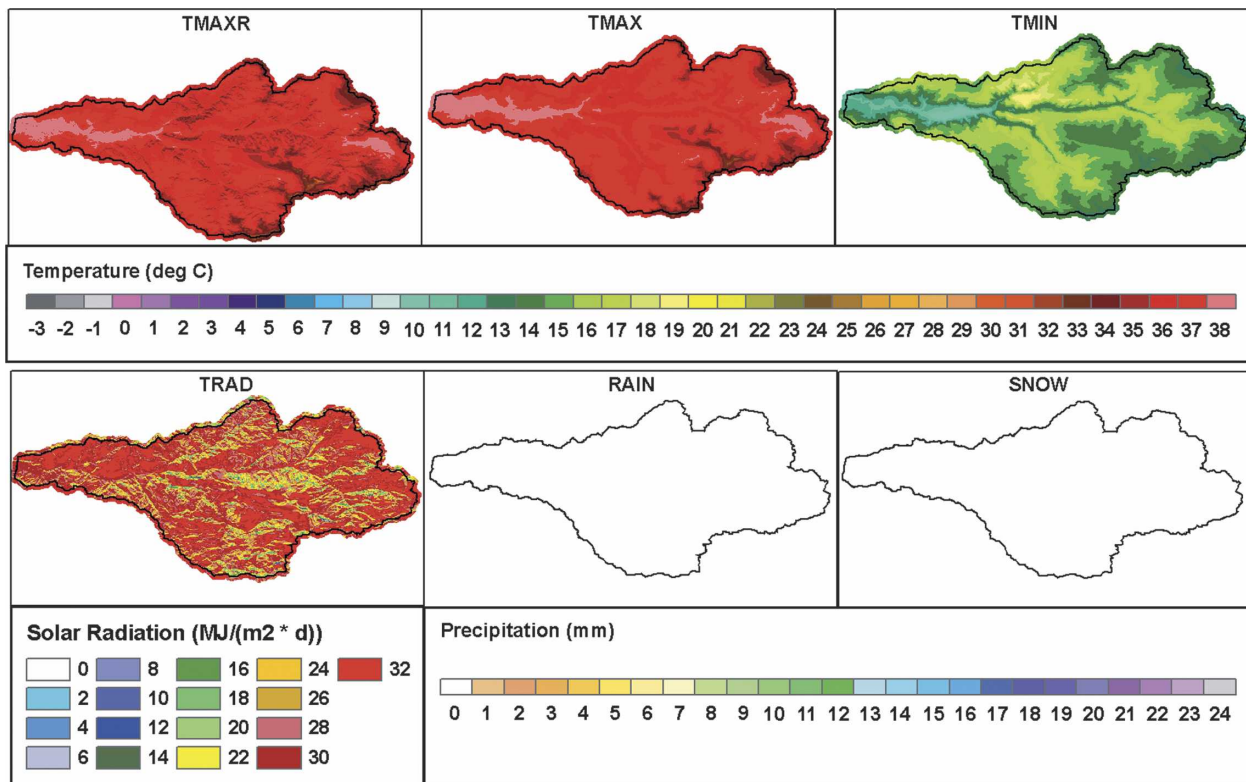 TMAXR TMAX TMIN
Temperature (deg C)
-3 -2 -1 0 1 2 3 4 5 6 7 8 9 10 11 12 13 14 15 16 17 18 19 20 21 22 23 24 25 26 27 28 29 30 31 32 33 34 35 36 37 38
TRAD RAIN SNOW
Solar Radiation (MJ/(m2 * d))
0 8 16 24 32
2 10 18 26
4 12 20 28
6 14 22 30
Precipitation (mm)
0 1 2 3 4 5 6 7 8 9 10 11 12 13 14 15 16 17 18 19 20 21 22 23 24